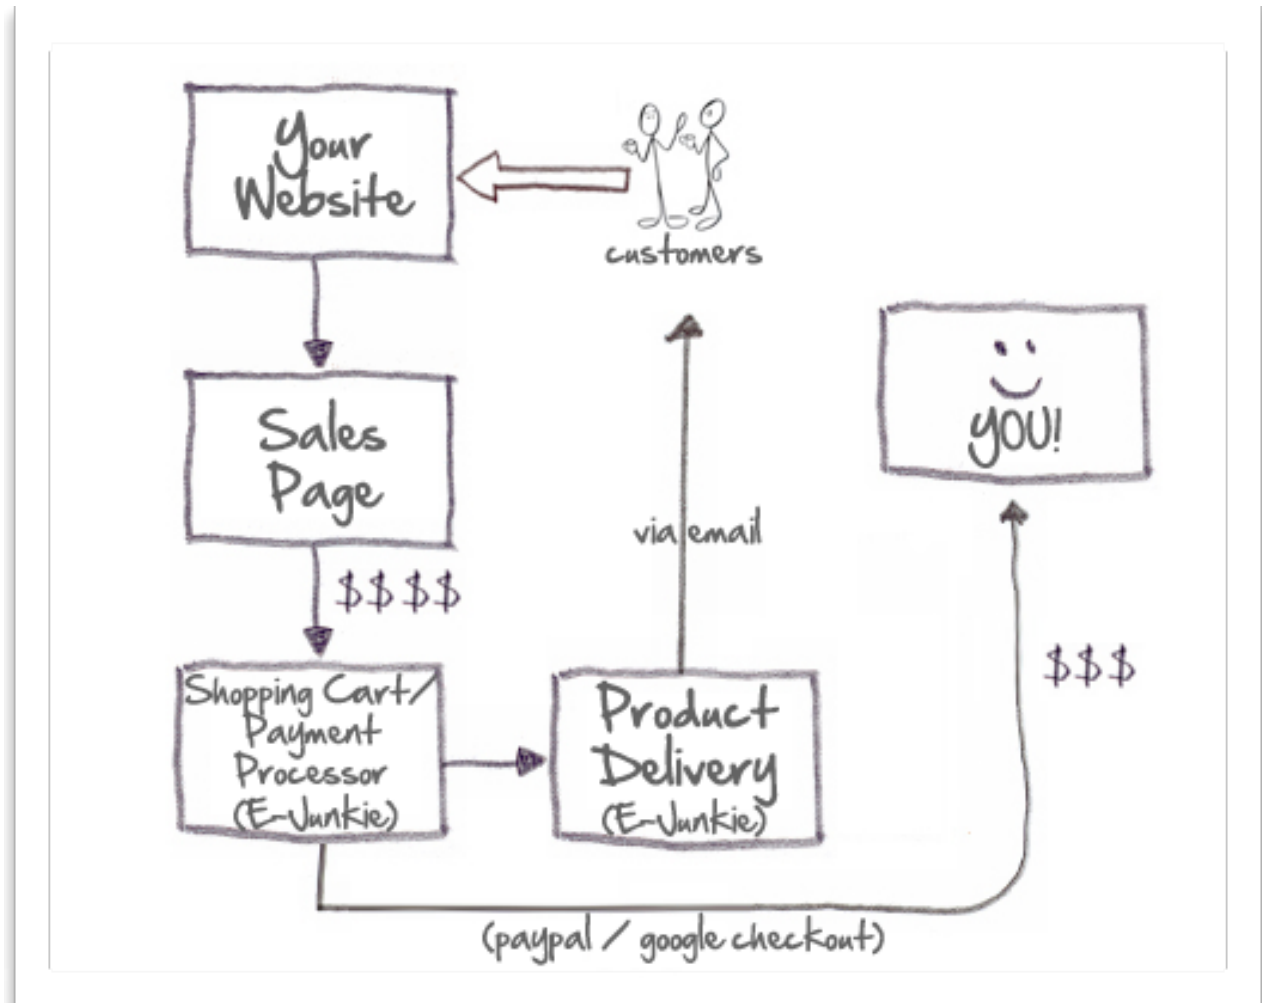 Your
Website
customers
Sales
Page
YOU!
via email
$$$$
Shopping Cart/
Payment
Processor
(E-Junkie)
Product
Delivery
(E-Junkie)
$$$
(paypal / google checkout)